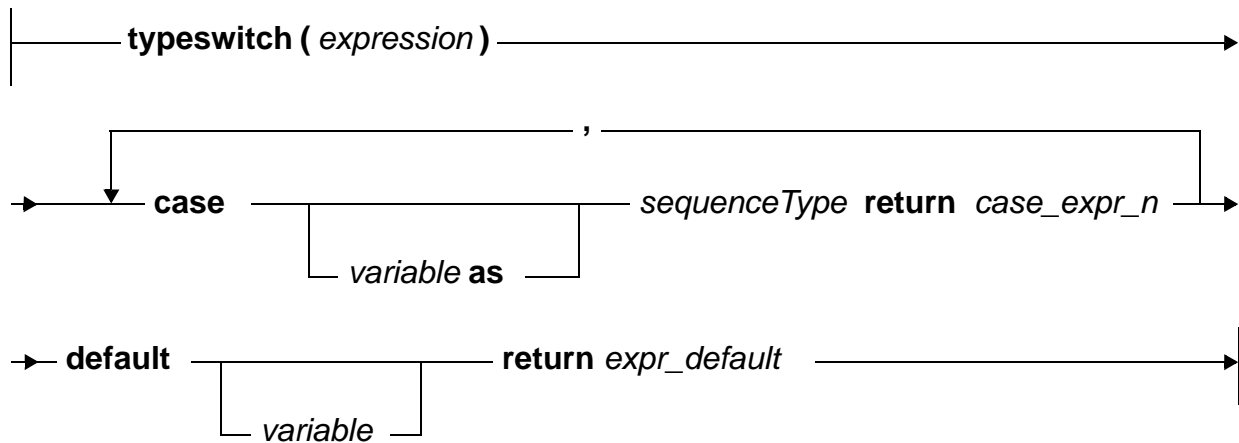 typeswitch ( expression )
,
case sequenceType return case_expr_n
variable as
default return expr_default
variable